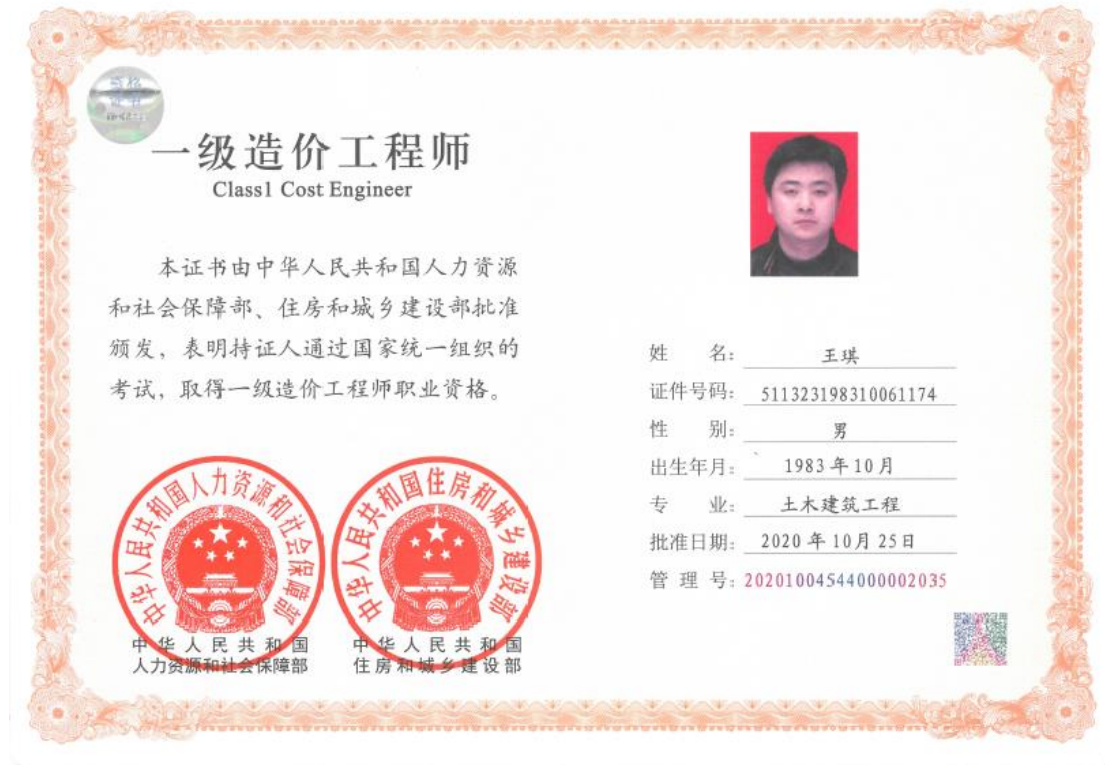 资格
证书
一级造价工程师
Class1 Cost Engineer
本证书由中华人民共和国人力资源
和社会保障部、住房和城乡建设部批准
颁发，表明持证人通过国家统一组织的
考试，取得一级造价工程师职业资格。
中华人民共和国人力资源和社会保障部
中华人民共和国住房和城乡建设部
中华人民共和国
人力资源和社会保障部
中华人民共和国
住房和城乡建设部
姓 名： 王琪
证件号码： 511323198310061174
性 别： 男
出生年月： 1983年10月
专 业： 土木建筑工程
批准日期： 2020年10月25日
管 理 号：20201004544000002035